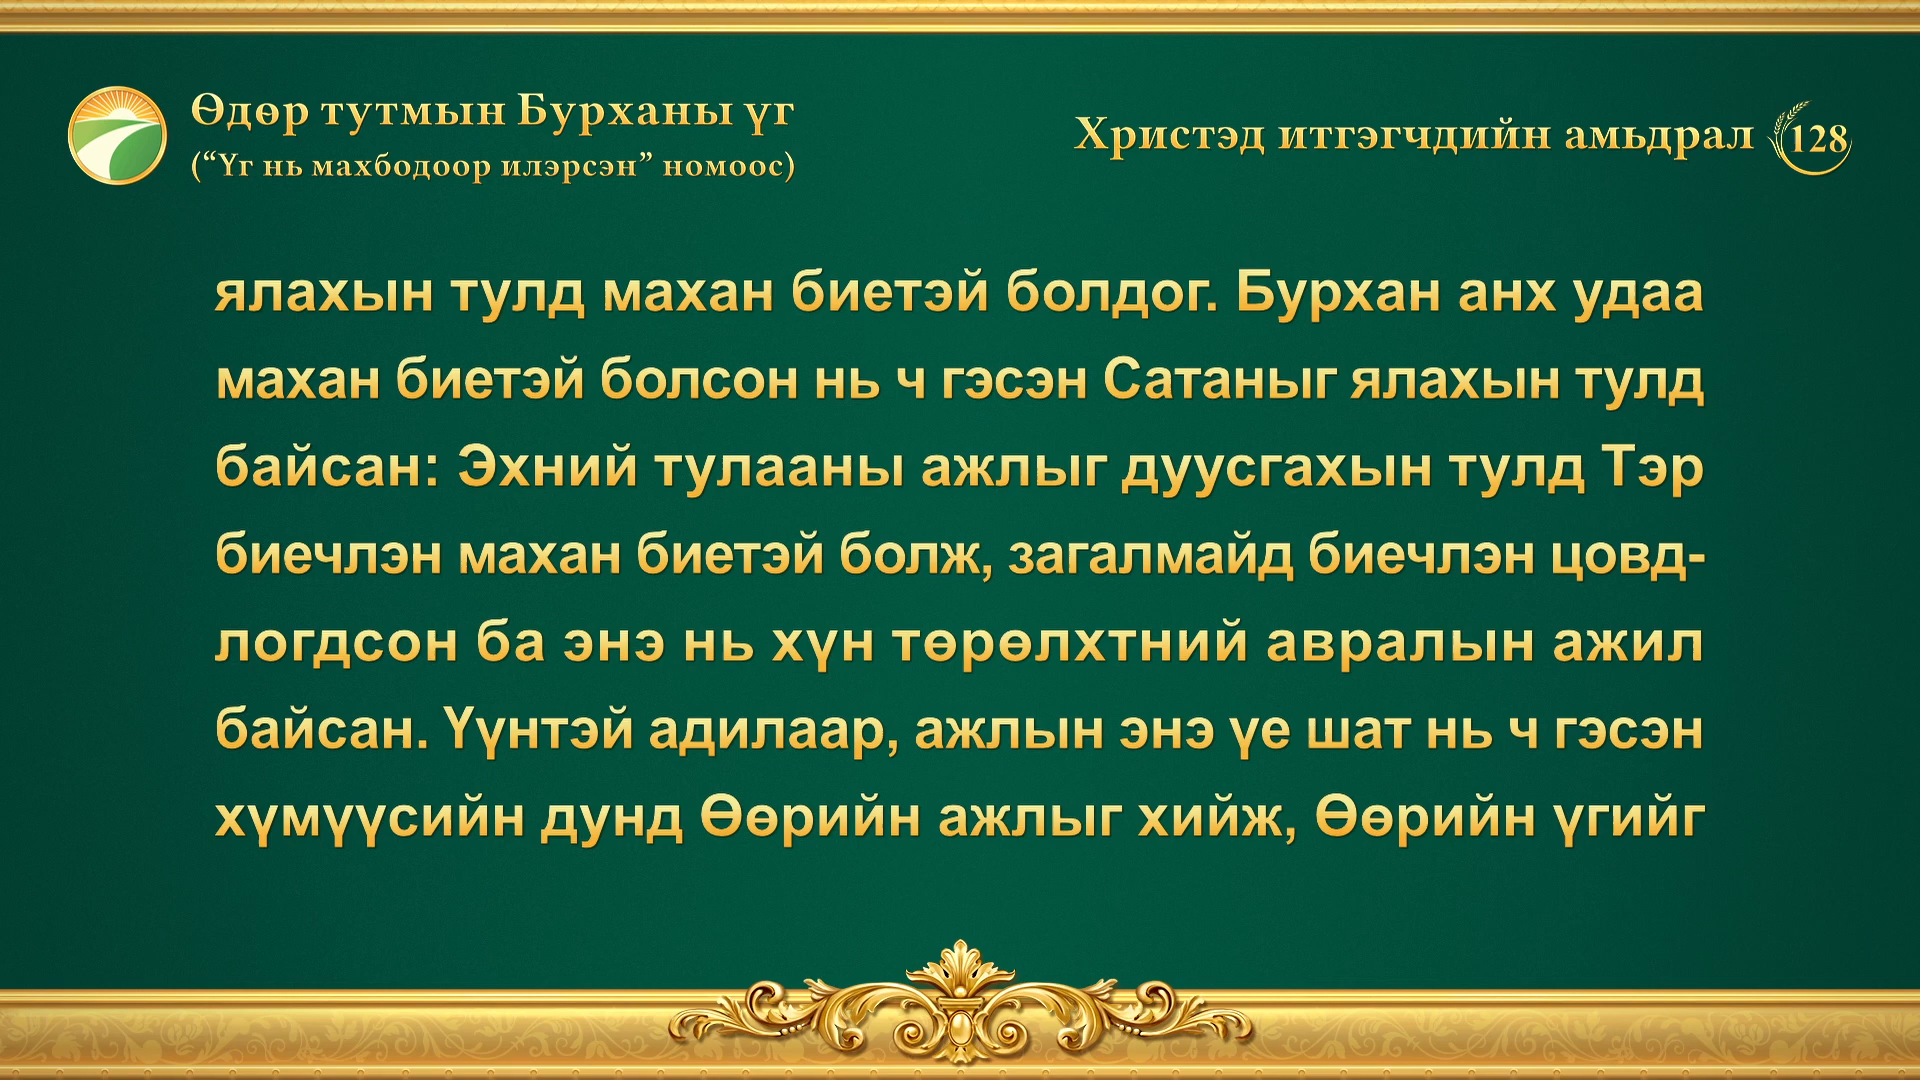 Өдөр тутмын Бурханы үг
(“Үг нь махбодоор илэрсэн” номоос)
Христэд итгэгчдийн амьдрал 128
ялахын тулд махан биетэй болдог. Бурхан анх удаа
махан биетэй болсон нь ч гэсэн Сатаныг ялахын тулд
байсан: Эхний тулааны ажлыг дуусгахын тулд Тэр
биечлэн махан биетэй болж, загалмайд биечлэн цовд-
логдсон ба энэ нь хүн төрөлхтний авралын ажил
байсан. Үүнтэй адилаар, ажлын энэ үе шат нь ч гэсэн
хүмүүсийн дунд Өөрийн ажлыг хийж, Өөрийн үгийг